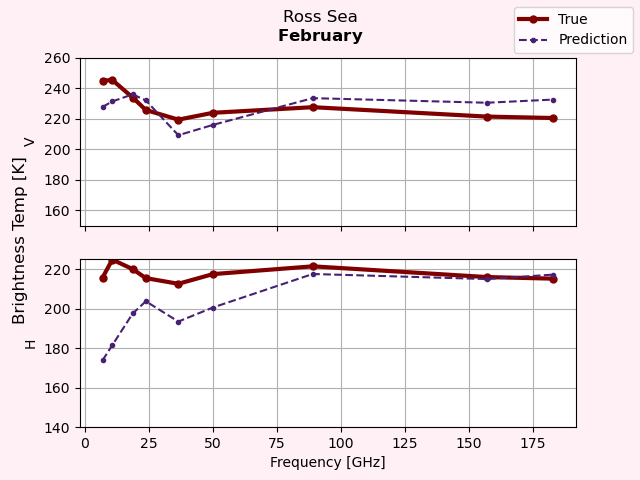 Ross Sea
February
True
Prediction
Brightness Temp [K]
V
260
240
220
200
180
160
H
220
200
180
160
140
0 25 50 75 100 125 150 175
Frequency [GHz]